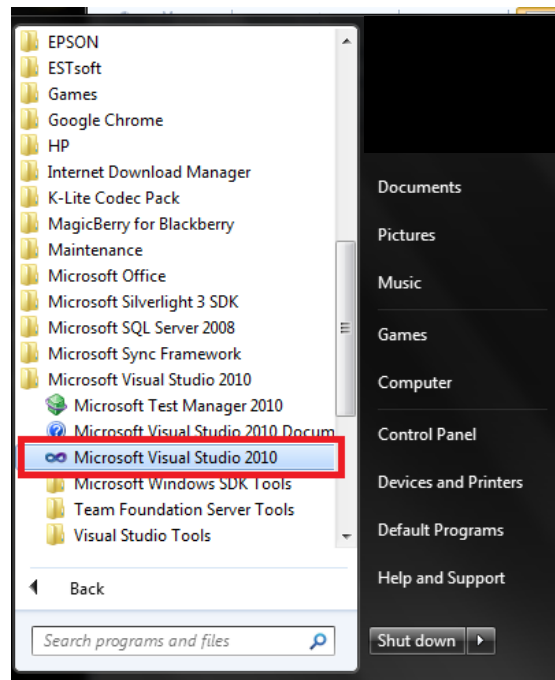 EPSON
ESTsoft
Games
Google Chrome
HP
Internet Download Manager
K-Lite Codec Pack
MagicBerry for Blackberry
Maintenance
Microsoft Office
Microsoft Silverlight 3 SDK
Microsoft SQL Server 2008
Microsoft Sync Framework
Microsoft Visual Studio 2010
Microsoft Test Manager 2010
Microsoft Visual Studio 2010 Docum
Microsoft Visual Studio 2010
Microsoft Windows SDK Tools
Team Foundation Server Tools
Visual Studio Tools
Back
Search programs and files
Documents
Pictures
Music
Games
Computer
Control Panel
Devices and Printers
Default Programs
Help and Support
Shut down